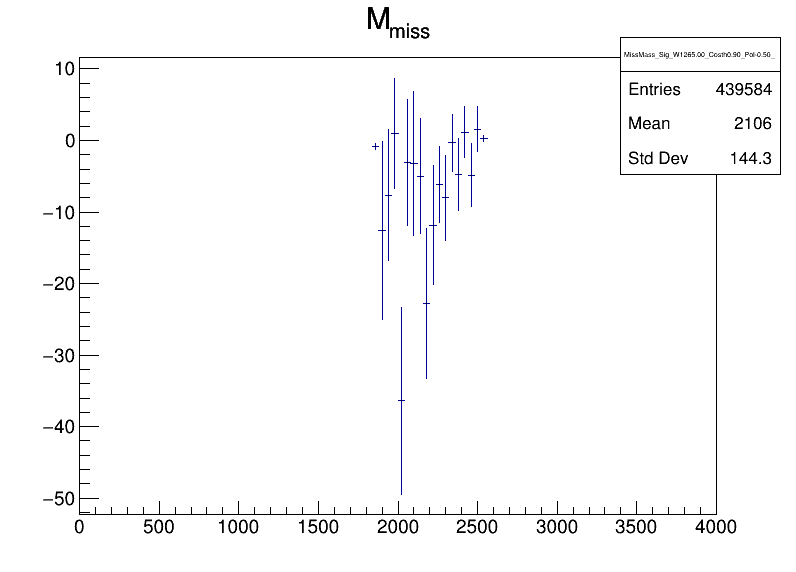 M_miss
MissMass_Sig_W1265.00_Costh0.90_Pol-0.50_
Entries 439584
Mean 2106
Std Dev 144.3
10
0
−10
−20
−30
−40
−50
0 500 1000 1500 2000 2500 3000 3500 4000